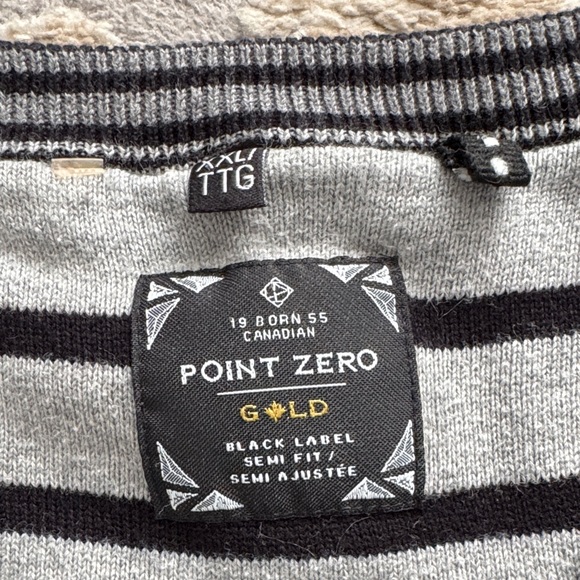 XXL/
TTG
19 BORN 55
CANADIAN
POINT ZERO
GOLD
BLACK LABEL
SEMI FIT /
SEMI AJUSTÉE